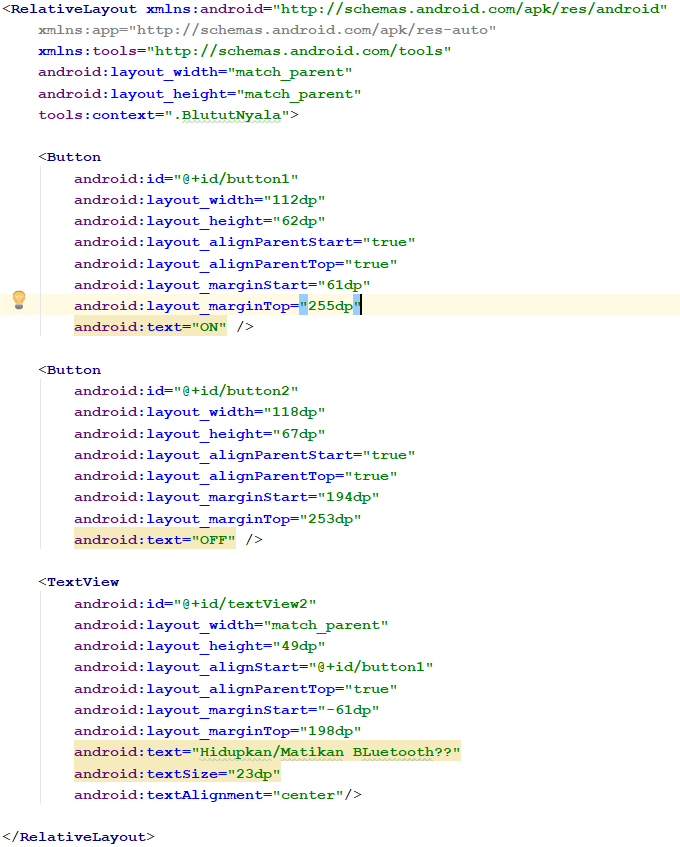 <RelativeLayout xmlns:android="http://schemas.android.com/apk/res/android"
    xmlns:app="http://schemas.android.com/apk/res-auto"
    xmlns:tools="http://schemas.android.com/tools"
    android:layout_width="match_parent"
    android:layout_height="match_parent"
    tools:context=".BlututNyala">

    <Button
        android:id="@+id/button1"
        android:layout_width="112dp"
        android:layout_height="62dp"
        android:layout_alignParentStart="true"
        android:layout_alignParentTop="true"
        android:layout_marginStart="61dp"
        android:layout_marginTop="255dp"
        android:text="ON" />

    <Button
        android:id="@+id/button2"
        android:layout_width="118dp"
        android:layout_height="67dp"
        android:layout_alignParentStart="true"
        android:layout_alignParentTop="true"
        android:layout_marginStart="194dp"
        android:layout_marginTop="253dp"
        android:text="OFF" />

    <TextView
        android:id="@+id/textView2"
        android:layout_width="match_parent"
        android:layout_height="49dp"
        android:layout_alignStart="@+id/button1"
        android:layout_alignParentTop="true"
        android:layout_marginStart="-61dp"
        android:layout_marginTop="198dp"
        android:text="Hidupkan/Matikan BLuetooth??"
        android:textSize="23dp"
        android:textAlignment="center"/>

</RelativeLayout>